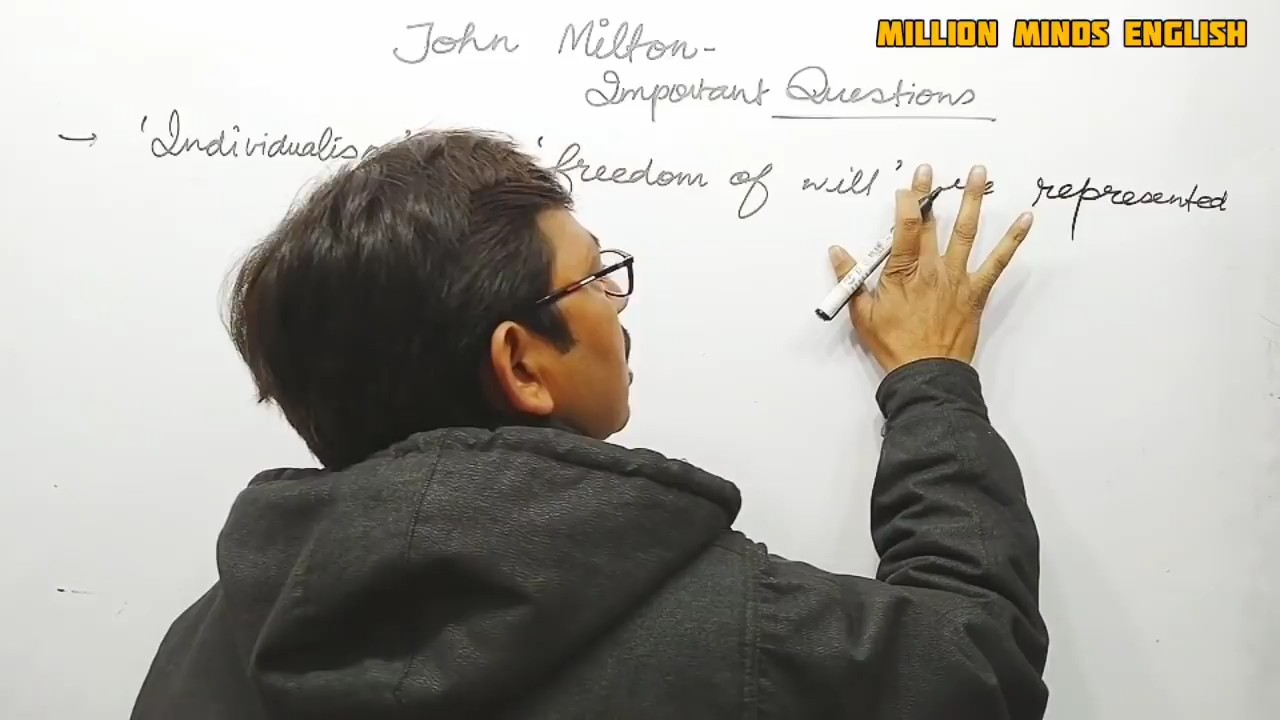 MILLION MINDS ENGLISH
John Milton-
Important Questions
→ 'Individualis 'freedom of will' represented